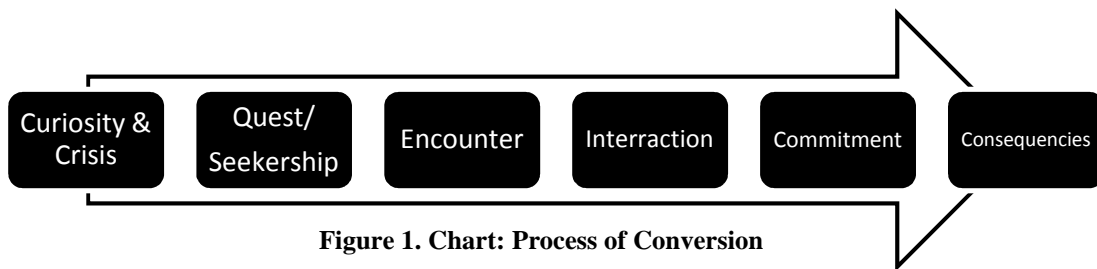 Curiosity &
Crisis
Quest/
Seekership
Encounter
Interraction
Commitment
Consequencies
Figure 1. Chart: Process of Conversion